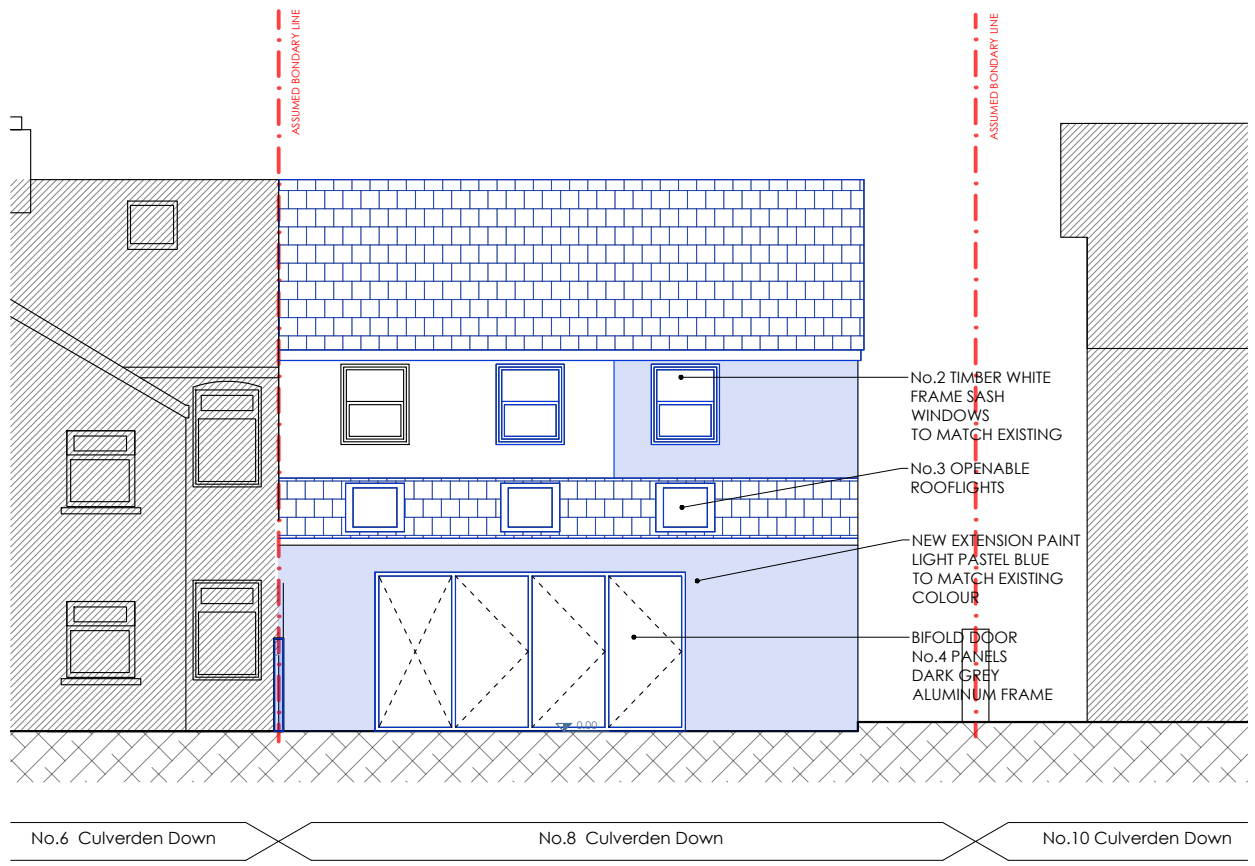 ASSUMED BONDARY LINE
ASSUMED BONDARY LINE
No.2 TIMBER WHITE
FRAME SASH
WINDOWS
TO MATCH EXISTING
No.3 OPENABLE
ROOFLIGHTS
NEW EXTENSION PAINT
LIGHT PASTEL BLUE
TO MATCH EXISTING
COLOUR
BIFOLD DOOR
No.4 PANELS
DARK GREY
ALUMINUM FRAME
0.00
No.6 Culverden Down
No.8 Culverden Down
No.10 Culverden Down